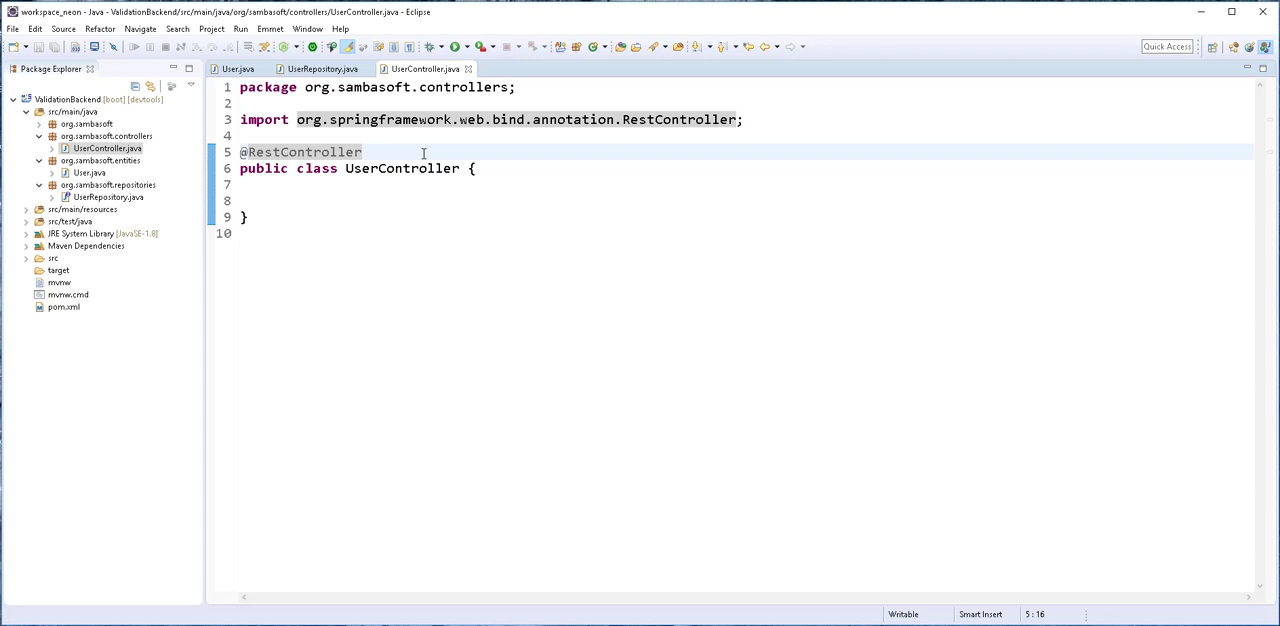 workspace_neon - Java - ValidationBackend/src/main/java/org/sambasoft/controllers/UserController.java - Eclipse
File Edit Source Refactor Navigate Search Project Run Emmet Window Help
Quick Access
Package Explorer
User.java UserRepository.java UserController.java
ValidationBackend [boot] [devtools]
src/main/java
org.sambasoft
org.sambasoft.controllers
UserController.java
org.sambasoft.entities
User.java
org.sambasoft.repositories
UserRepository.java
src/main/resources
src/test/java
JRE System Library [JavaSE-1.8]
Maven Dependencies
src
target
mvnw
mvnw.cmd
pom.xml
1 package org.sambasoft.controllers;
2
3 import org.springframework.web.bind.annotation.RestController;
4
5 @RestController
6 public class UserController {
7
8
9 }
10
Writable Smart Insert 5 : 16